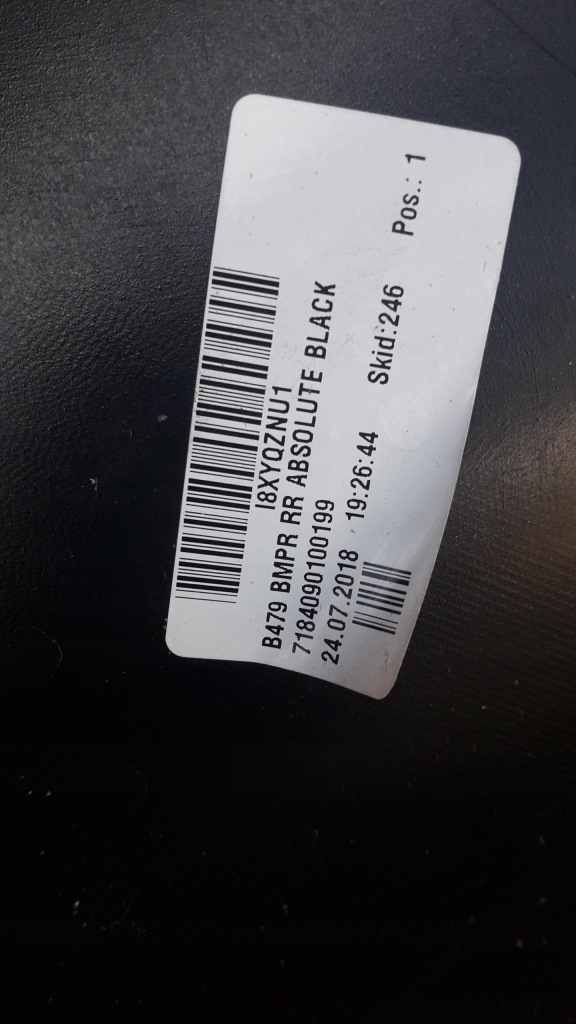 I8XYQZNU1
B479 BMPR RR ABSOLUTE BLACK
7184090100199
24.07.2018 19:26:44 Skid:246 Pos.: 1